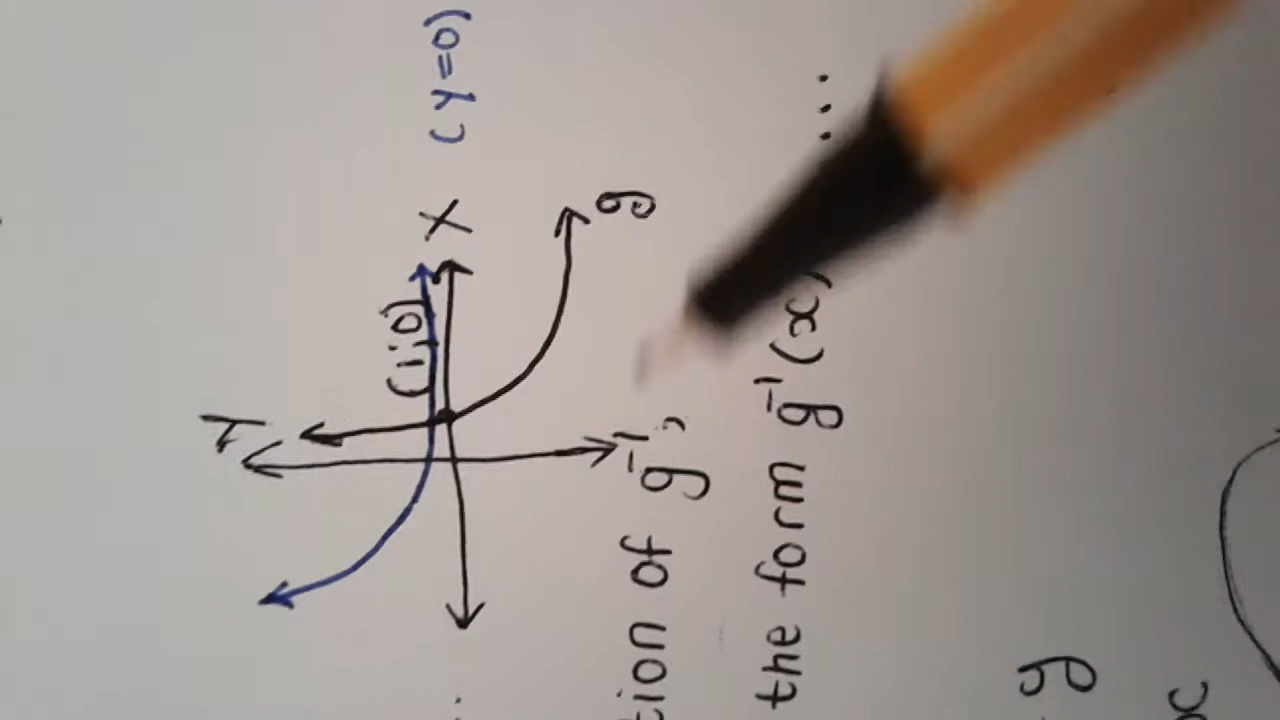 y
(1;0)
x (y=0)
g
tion of g⁻¹,
the form g⁻¹(x) ...
y
x